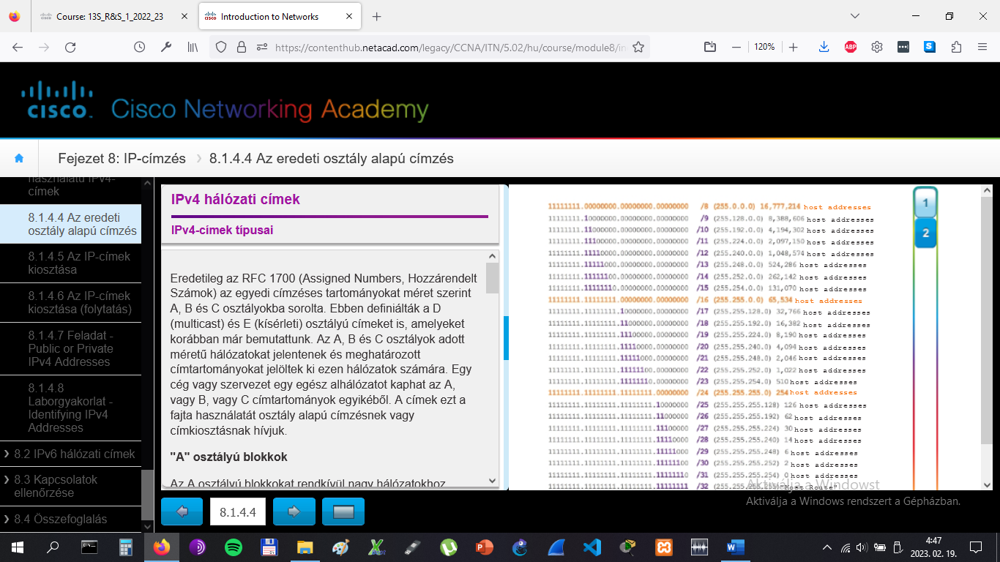 Course: 13S_R&S_1_2022_23
Introduction to Networks
https://contenthub.netacad.com/legacy/CCNA/ITN/5.02/hu/course/module8/in
120%
ABP
S
CISCO
Cisco Networking Academy
Fejezet 8: IP-címzés
8.1.4.4 Az eredeti osztály alapú címzés
használatú IPv4-
címek
8.1.4.4 Az eredeti
osztály alapú címzés
8.1.4.5 Az IP-címek
kiosztása
8.1.4.6 Az IP-címek
kiosztása (folytatás)
8.1.4.7 Feladat -
Public or Private
IPv4 Addresses
8.1.4.8
Laborgyakorlat -
Identifying IPv4
Addresses
8.2 IPv6 hálózati címek
8.3 Kapcsolatok
ellenőrzése
8.4 Összefoglalás
IPv4 hálózati címek
IPv4-címek típusai
Eredetileg az RFC 1700 (Assigned Numbers, Hozzárendelt
Számok) az egyedi címzéses tartományokat méret szerint
A, B és C osztályokba sorolta. Ebben definiálták a D
(multicast) és E (kísérleti) osztályú címeket is, amelyeket
korábban már bemutattunk. Az A, B és C osztályok adott
méretű hálózatokat jelentenek és meghatározott
címtartományokat jelöltek ki ezen hálózatok számára. Egy
cég vagy szervezet egy egész alhálózatot kaphat az A,
vagy B, vagy C címtartományok egyikéből. A címek ezt a
fajta használatát osztály alapú címzésnek vagy
címkiosztásnak hívjuk.
"A" osztályú blokkok
Az A osztályú blokkokat rendkívül nagy hálózatokhoz
8.1.4.4
11111111.00000000.00000000.00000000 /8 (255.0.0.0) 16,777,214 host addresses
11111111.10000000.00000000.00000000 /9 (255.128.0.0) 8,388,606 host addresses
11111111.11000000.00000000.00000000 /10 (255.192.0.0) 4,194,302 host addresses
11111111.11100000.00000000.00000000 /11 (255.224.0.0) 2,097,150 host addresses
11111111.11110000.00000000.00000000 /12 (255.240.0.0) 1,048,574 host addresses
11111111.11111000.00000000.00000000 /13 (255.248.0.0) 524,286 host addresses
11111111.11111100.00000000.00000000 /14 (255.252.0.0) 262,142 host addresses
11111111.11111110.00000000.00000000 /15 (255.254.0.0) 131,070 host addresses
11111111.11111111.00000000.00000000 /16 (255.255.0.0) 65,534 host addresses
11111111.11111111.10000000.00000000 /17 (255.255.128.0) 32,766 host addresses
11111111.11111111.11000000.00000000 /18 (255.255.192.0) 16,382 host addresses
11111111.11111111.11100000.00000000 /19 (255.255.224.0) 8,190 host addresses
11111111.11111111.11110000.00000000 /20 (255.255.240.0) 4,094 host addresses
11111111.11111111.11111000.00000000 /21 (255.255.248.0) 2,046 host addresses
11111111.11111111.11111100.00000000 /22 (255.255.252.0) 1,022 host addresses
11111111.11111111.11111110.00000000 /23 (255.255.254.0) 510 host addresses
11111111.11111111.11111111.00000000 /24 (255.255.255.0) 254 host addresses
11111111.11111111.11111111.10000000 /25 (255.255.255.128) 126 host addresses
11111111.11111111.11111111.11000000 /26 (255.255.255.192) 62 host addresses
11111111.11111111.11111111.11100000 /27 (255.255.255.224) 30 host addresses
11111111.11111111.11111111.11110000 /28 (255.255.255.240) 14 host addresses
11111111.11111111.11111111.11111000 /29 (255.255.255.248) 6 host addresses
11111111.11111111.11111111.11111100 /30 (255.255.255.252) 2 host addresses
11111111.11111111.11111111.11111110 /31 (255.255.255.254) 0 host addresses
11111111.11111111.11111111.11111111 /32 (255.255.255.255) "Host Route"
1
2
Aktiválja a Windowst
Aktiválja a Windows rendszert a Gépházban.
4:47
2023. 02. 19.